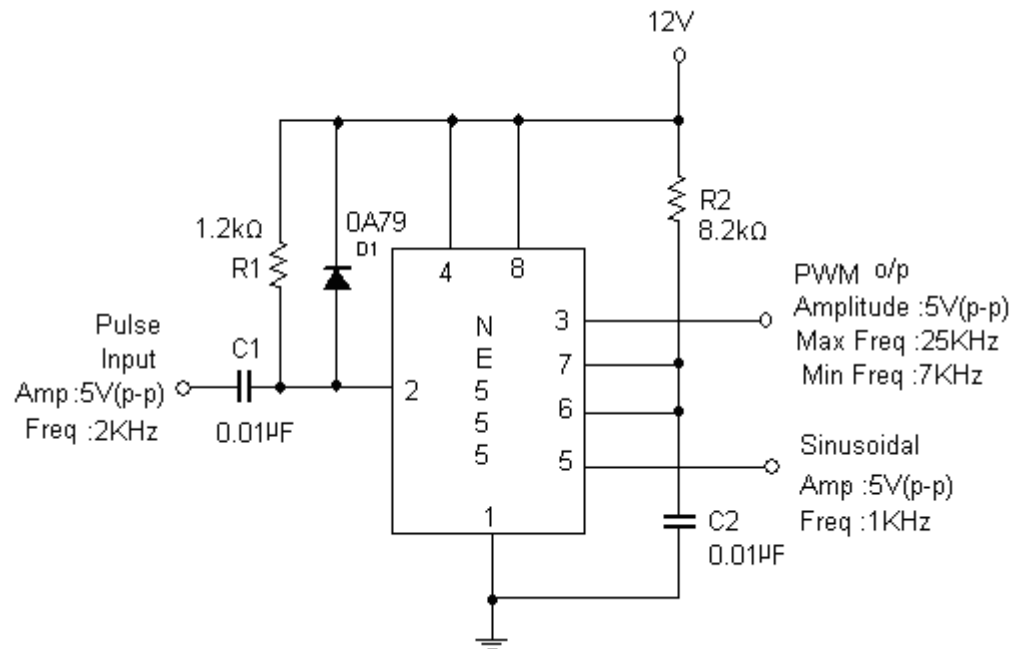 12V
R2
8.2kΩ
1.2kΩ
R1
0A79
D1
4
8
PWM o/p
Amplitude :5V(p-p)
Max Freq :25KHz
Min Freq :7KHz
Pulse
Input
Amp :5V(p-p)
Freq :2KHz
C1
0.01µF
2
N
E
5
5
5
3
7
6
5
1
Sinusoidal
Amp :5V(p-p)
Freq :1KHz
C2
0.01µF